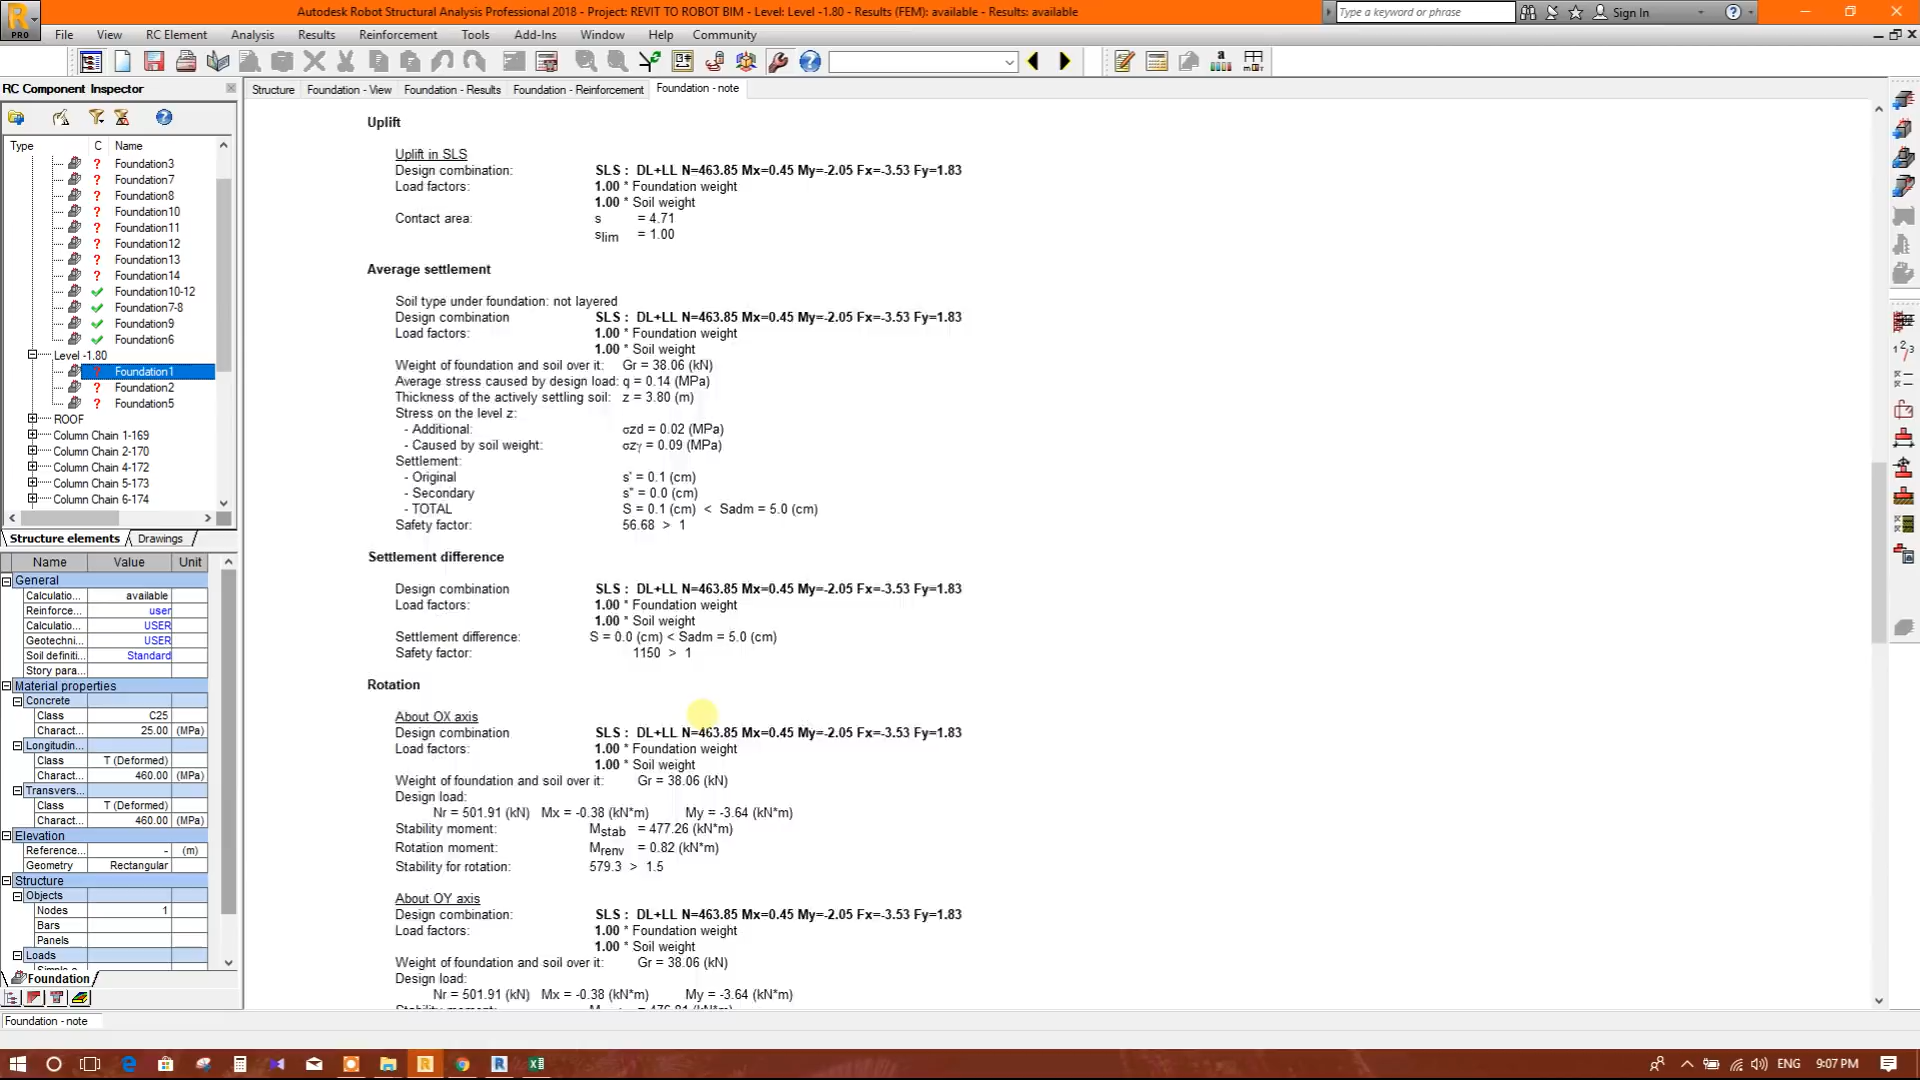 Autodesk Robot Structural Analysis Professional 2018 - Project: REVIT TO ROBOT BIM - Level: Level -1.80 - Results (FEM): available - Results: available
Type a keyword or phrase
Sign In
PRO
File View RC Element Analysis Results Reinforcement Tools Add-Ins Window Help Community
RC Component Inspector
Structure Foundation - View Foundation - Results Foundation - Reinforcement Foundation - note
Type C Name
? Foundation3
? Foundation7
? Foundation8
? Foundation10
? Foundation11
? Foundation12
? Foundation13
? Foundation14
Foundation10-12
Foundation7-8
Foundation9
Foundation6
Level -1.80
? Foundation1
? Foundation2
? Foundation5
ROOF
Column Chain 1-169
Column Chain 2-170
Column Chain 4-172
Column Chain 5-173
Column Chain 6-174
Structure elements Drawings
Name Value Unit
General
Calculatio... available
Reinforce... user
Calculatio... USER
Geotechni... USER
Soil definiti... Standard
Story para...
Material properties
Concrete
Class C25
Charact... 25.00 (MPa)
Longitudin...
Class T (Deformed)
Charact... 460.00 (MPa)
Transvers...
Class T (Deformed)
Charact... 460.00 (MPa)
Elevation
Reference... - (m)
Geometry Rectangular
Structure
Objects
Nodes 1
Bars
Panels
Loads
Foundation
Uplift
Uplift in SLS
Design combination: SLS : DL+LL N=463.85 Mx=0.45 My=-2.05 Fx=-3.53 Fy=1.83
Load factors: 1.00 * Foundation weight
1.00 * Soil weight
Contact area: s = 4.71
slim = 1.00
Average settlement
Soil type under foundation: not layered
Design combination SLS : DL+LL N=463.85 Mx=0.45 My=-2.05 Fx=-3.53 Fy=1.83
Load factors: 1.00 * Foundation weight
1.00 * Soil weight
Weight of foundation and soil over it: Gr = 38.06 (kN)
Average stress caused by design load: q = 0.14 (MPa)
Thickness of the actively settling soil: z = 3.80 (m)
Stress on the level z:
- Additional: σzd = 0.02 (MPa)
- Caused by soil weight: σzγ = 0.09 (MPa)
Settlement:
- Original s' = 0.1 (cm)
- Secondary s'' = 0.0 (cm)
- TOTAL S = 0.1 (cm) < Sadm = 5.0 (cm)
Safety factor: 56.68 > 1
Settlement difference
Design combination SLS : DL+LL N=463.85 Mx=0.45 My=-2.05 Fx=-3.53 Fy=1.83
Load factors: 1.00 * Foundation weight
1.00 * Soil weight
Settlement difference: S = 0.0 (cm) < Sadm = 5.0 (cm)
Safety factor: 1150 > 1
Rotation
About OX axis
Design combination SLS : DL+LL N=463.85 Mx=0.45 My=-2.05 Fx=-3.53 Fy=1.83
Load factors: 1.00 * Foundation weight
1.00 * Soil weight
Weight of foundation and soil over it: Gr = 38.06 (kN)
Design load:
Nr = 501.91 (kN) Mx = -0.38 (kN*m) My = -3.64 (kN*m)
Stability moment: Mstab = 477.26 (kN*m)
Rotation moment: Mrenv = 0.82 (kN*m)
Stability for rotation: 579.3 > 1.5
About OY axis
Design combination: SLS : DL+LL N=463.85 Mx=0.45 My=-2.05 Fx=-3.53 Fy=1.83
Load factors: 1.00 * Foundation weight
1.00 * Soil weight
Weight of foundation and soil over it: Gr = 38.06 (kN)
Design load:
Nr = 501.91 (kN) Mx = -0.38 (kN*m) My = -3.64 (kN*m)
Foundation - note
ENG 9:07 PM